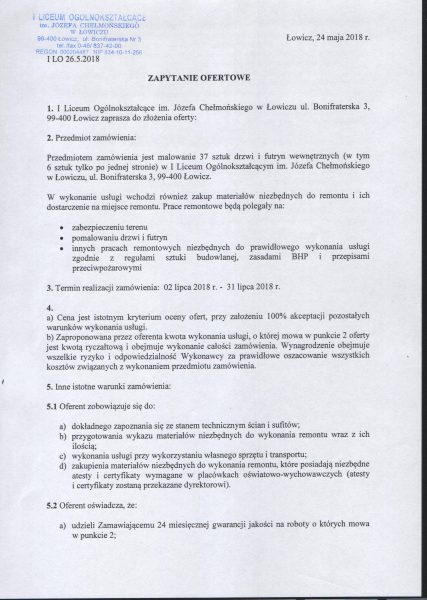 I LICEUM OGÓLNOKSZTAŁCĄCE
im. JÓZEFA CHEŁMOŃSKIEGO
W ŁOWICZU
99-400 Łowicz, ul. Bonifraterska Nr 3
tel. /fax 0-46/ 837-42-00
REGON 000204487 NIP 834-10-11-256
Łowicz, 24 maja 2018 r.
I LO 26.5.2018
ZAPYTANIE OFERTOWE
1. I Liceum Ogólnokształcące im. Józefa Chełmońskiego w Łowiczu ul. Bonifraterska 3,
99-400 Łowicz zaprasza do złożenia oferty:
2. Przedmiot zamówienia:
Przedmiotem zamówienia jest malowanie 37 sztuk drzwi i futryn wewnętrznych (w tym
6 sztuk tylko po jednej stronie) w I Liceum Ogólnokształcącym im. Józefa Chełmońskiego
w Łowiczu, ul. Bonifraterska 3, 99-400 Łowicz.
W wykonanie usługi wchodzi również zakup materiałów niezbędnych do remontu i ich
dostarczenie na miejsce remontu. Prace remontowe będą polegały na:
• zabezpieczeniu terenu
• pomalowaniu drzwi i futryn
• innych pracach remontowych niezbędnych do prawidłowego wykonania usługi
zgodnie z regułami sztuki budowlanej, zasadami BHP i przepisami
przeciwpożarowymi
3. Termin realizacji zamówienia: 02 lipca 2018 r. - 31 lipca 2018 r.
4.
a) Cena jest istotnym kryterium oceny ofert, przy założeniu 100% akceptacji pozostałych
warunków wykonania usługi.
b) Zaproponowana przez oferenta kwota wykonania usługi, o której mowa w punkcie 2 oferty
jest kwotą ryczałtową i obejmuje wykonanie całości zamówienia. Wynagrodzenie obejmuje
wszelkie ryzyko i odpowiedzialność Wykonawcy za prawidłowe oszacowanie wszystkich
kosztów związanych z wykonaniem przedmiotu zamówienia.
5. Inne istotne warunki zamówienia:
5.1 Oferent zobowiązuje się do:
a) dokładnego zapoznania się ze stanem technicznym ścian i sufitów;
b) przygotowania wykazu materiałów niezbędnych do wykonania remontu wraz z ich
ilością;
c) wykonania usługi przy wykorzystaniu własnego sprzętu i transportu;
d) zakupienia materiałów niezbędnych do wykonania remontu, które posiadają niezbędne
atesty i certyfikaty wymagane w placówkach oświatowo-wychowawczych (atesty
i certyfikaty zostaną przekazane dyrektorowi).
5.2 Oferent oświadcza, że:
a) udzieli Zamawiającemu 24 miesięcznej gwarancji jakości na roboty o których mowa
w punkcie 2;